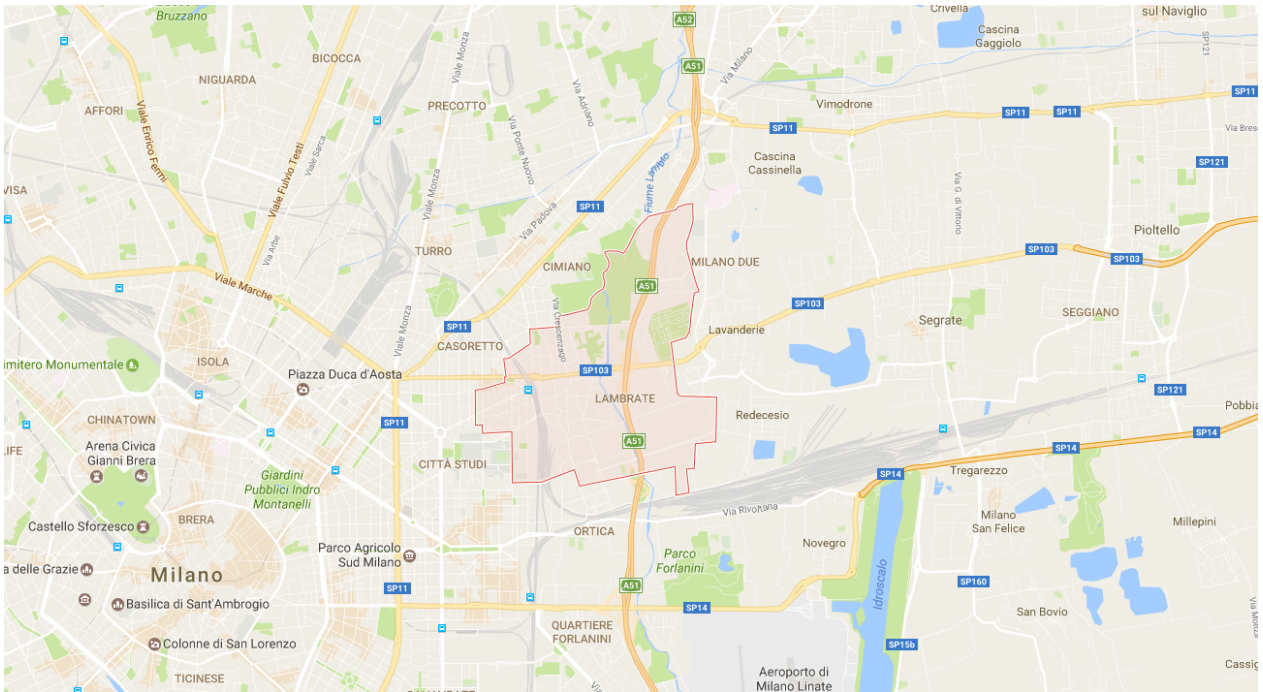 Bruzzano
Crivella
sul Naviglio
A52
Cascina
Gaggiolo
SP121
BICOCCA
Viale Monza
A51
Via Milano
NIGUARDA
Via Adriano
SP11
AFFORI
PRECOTTO
Vimodrone
SP11
SP11
SP11
Viale Enrico Fermi
Viale Fulvio Testi
Viale Sarca
Via Ponte Nuovo
Via Bres
Cascina
Cassinella
SP121
VISA
Viale Monza
Fiume Lambro
Via G. di Vittorio
SP11
Via Padova
Pioltello
Via Arbe
TURRO
SP103
SP103
CIMIANO
MILANO DUE
Viale Marche
A51
SP103
SEGGIANO
Via Crescenzago
Viale Monza
SP11
Lavanderie
Segrate
CASORETTO
ISOLA
imitero Monumentale
Piazza Duca d'Aosta
SP103
SP121
LAMBRATE
Pobbia
CHINATOWN
SP11
Redecesio
SP14
A51
Arena Civica
Gianni Brera
LIFE
SP14
CITTÀ STUDI
SP14
Tregarezzo
Giardini
Pubblici Indro
Montanelli
Via Rivoltana
Milano
San Felice
Millepini
BRERA
Castello Sforzesco
ORTICA
Novegro
Parco Agricolo
Sud Milano
Parco
Forlanini
a delle Grazie
Milano
Idroscalo
SP160
A51
SP11
Basilica di Sant'Ambrogio
SP14
San Bovio
Via Monza
QUARTIERE
FORLANINI
Colonne di San Lorenzo
SP15b
Cassig
TICINESE
Aeroporto di
Milano Linate